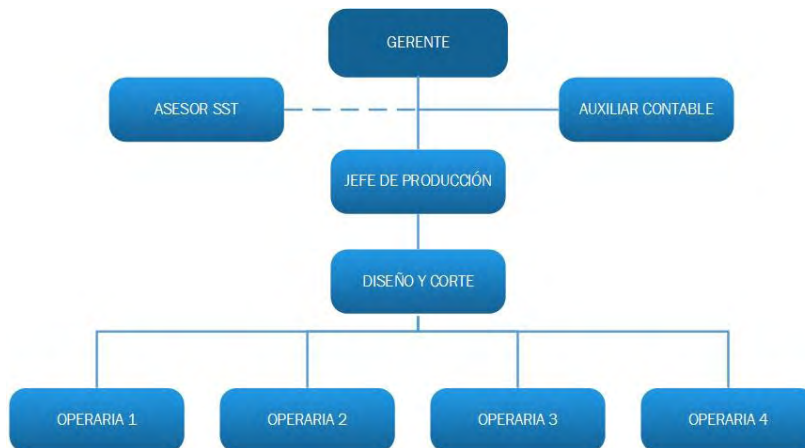 GERENTE
ASESOR SST
AUXILIAR CONTABLE
JEFE DE PRODUCCIÓN
DISEÑO Y CORTE
OPERARIA 1
OPERARIA 2
OPERARIA 3
OPERARIA 4